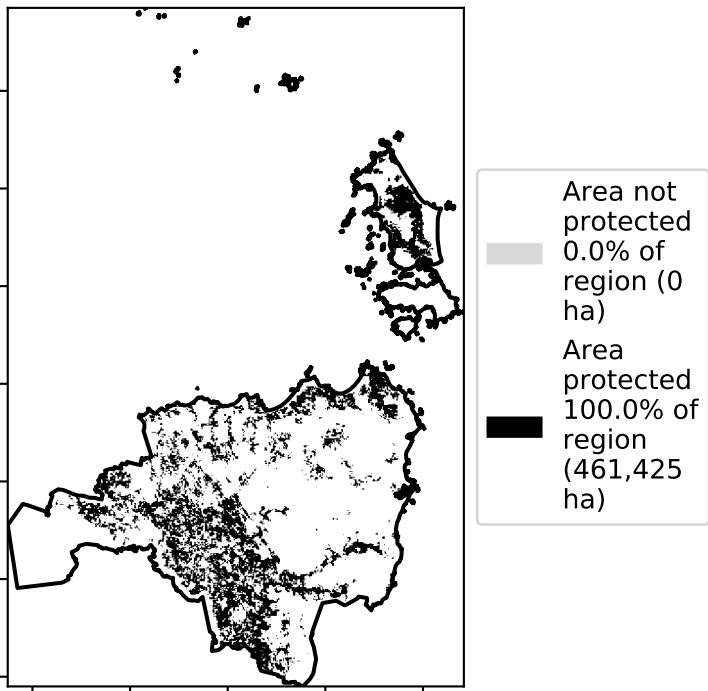 Area not
protected
0.0% of
region (0
ha)
Area
protected
100.0% of
region
(461,425
ha)